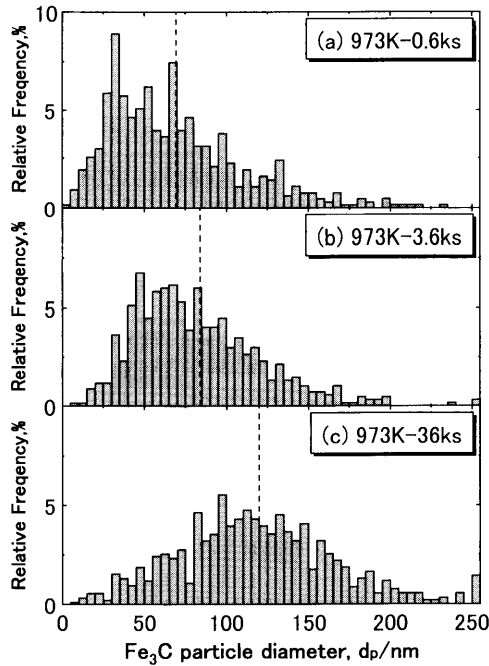 10
(a) 973K-0.6ks
Relative Freqency,%
5
0
(b) 973K-3.6ks
Relative Freqency,%
5
0
(c) 973K-36ks
Relative Freqency,%
5
0
0 50 100 150 200 250
Fe₃C particle diameter, dₚ/nm